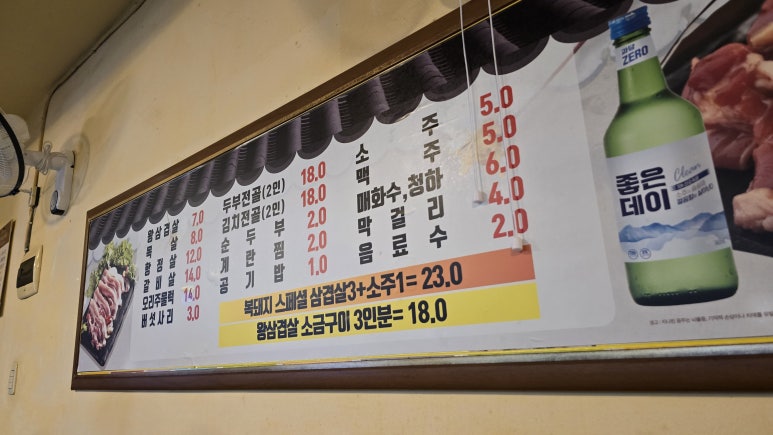 왕삼겹살 7.0
목살 8.0
항정살 12.0
갈비살 14.0
오리주물럭 14.0
버섯사리 3.0
두부전골(2인) 18.0
김치전골(2인) 18.0
순두부 2.0
계란찜 2.0
공기밥 1.0
소주 5.0
맥주 5.0
매화수,청하 6.0
막걸리 4.0
음료수 2.0
복돼지 스페셜 삼겹살3+소주1= 23.0
왕삼겹살 소금구이 3인분= 18.0
ZERO
좋은
데이
Clean